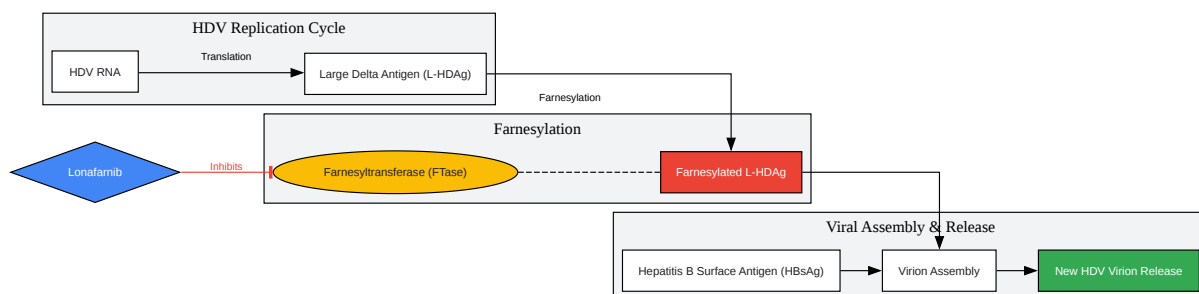 HDV Replication Cycle
Translation
HDV RNA
Large Delta Antigen (L-HDAg)
Farnesylation
Farnesylation
Lonafarnib
Inhibits
Farnesyltransferase (FTase)
Farnesylated L-HDAg
Viral Assembly & Release
Hepatitis B Surface Antigen (HBsAg)
Virion Assembly
New HDV Virion Release